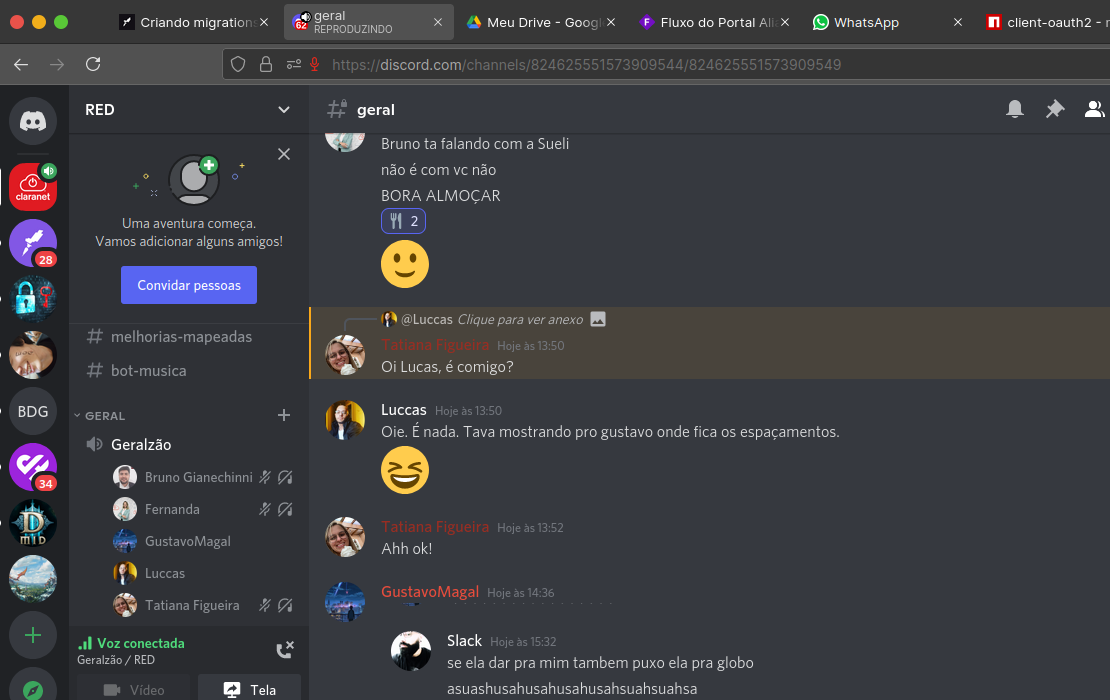 Criando migrations
geral
REPRODUZINDO
62
Meu Drive - Googl
Fluxo do Portal Alia
WhatsApp
client-oauth2 -
https://discord.com/channels/824625551573909544/824625551573909549
RED
geral
claranet
28
BDG
34
Uma aventura começa.
Vamos adicionar alguns amigos!
Convidar pessoas
melhorias-mapeadas
bot-musica
GERAL
Geralzão
Bruno Gianechinni
Fernanda
GustavoMagal
Luccas
Tatiana Figueira
Voz conectada
Geralzão / RED
Vídeo
Tela
Bruno ta falando com a Sueli
não é com vc não
BORA ALMOÇAR
2
@Luccas Clique para ver anexo
Tatiana Figueira Hoje às 13:50
Oi Lucas, é comigo?
Luccas Hoje às 13:50
Oie. É nada. Tava mostrando pro gustavo onde fica os espaçamentos.
Tatiana Figueira Hoje às 13:52
Ahh ok!
GustavoMagal Hoje às 14:36
Slack Hoje às 15:32
se ela dar pra mim tambem puxo ela pra globo
asuashusahusahusahusahsuahsuahsa